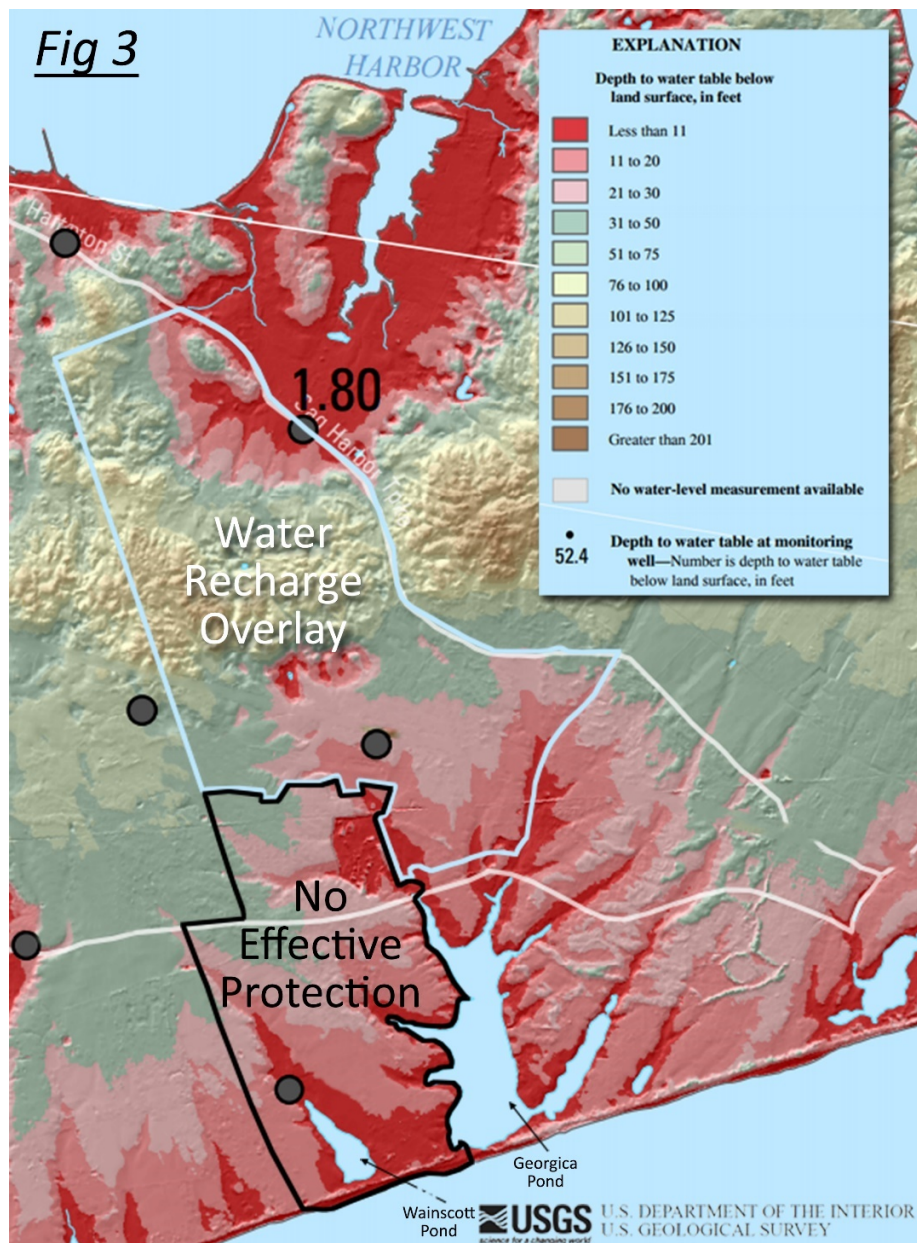 Fig 3
NORTHWEST
HARBOR
EXPLANATION
Depth to water table below
land surface, in feet
Less than 11
11 to 20
21 to 30
31 to 50
51 to 75
76 to 100
101 to 125
126 to 150
151 to 175
176 to 200
Greater than 201
No water-level measurement available
52.4
Depth to water table at monitoring
well—Number is depth to water table
below land surface, in feet
St
1.80
Sag Harbor
Water
Recharge
Overlay
No
Effective
Protection
Georgica
Pond
Wainscott
Pond
USGS
science for a changing world
U.S. DEPARTMENT OF THE INTERIOR
U.S. GEOLOGICAL SURVEY